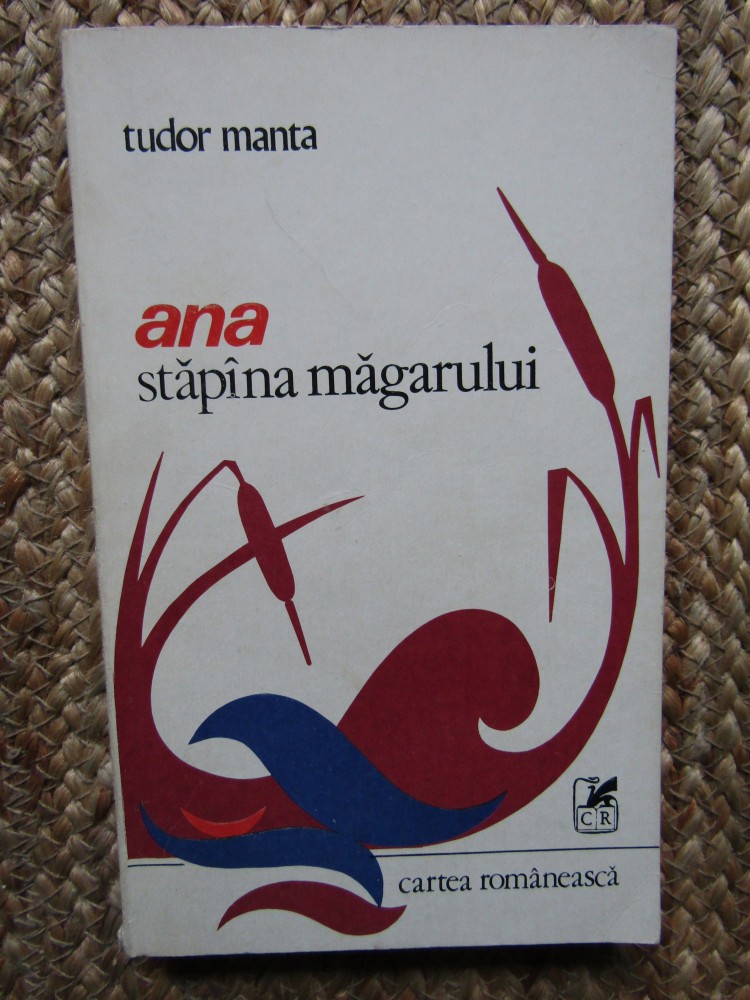 tudor manta
ana
stăpîna măgarului
CR
cartea românească